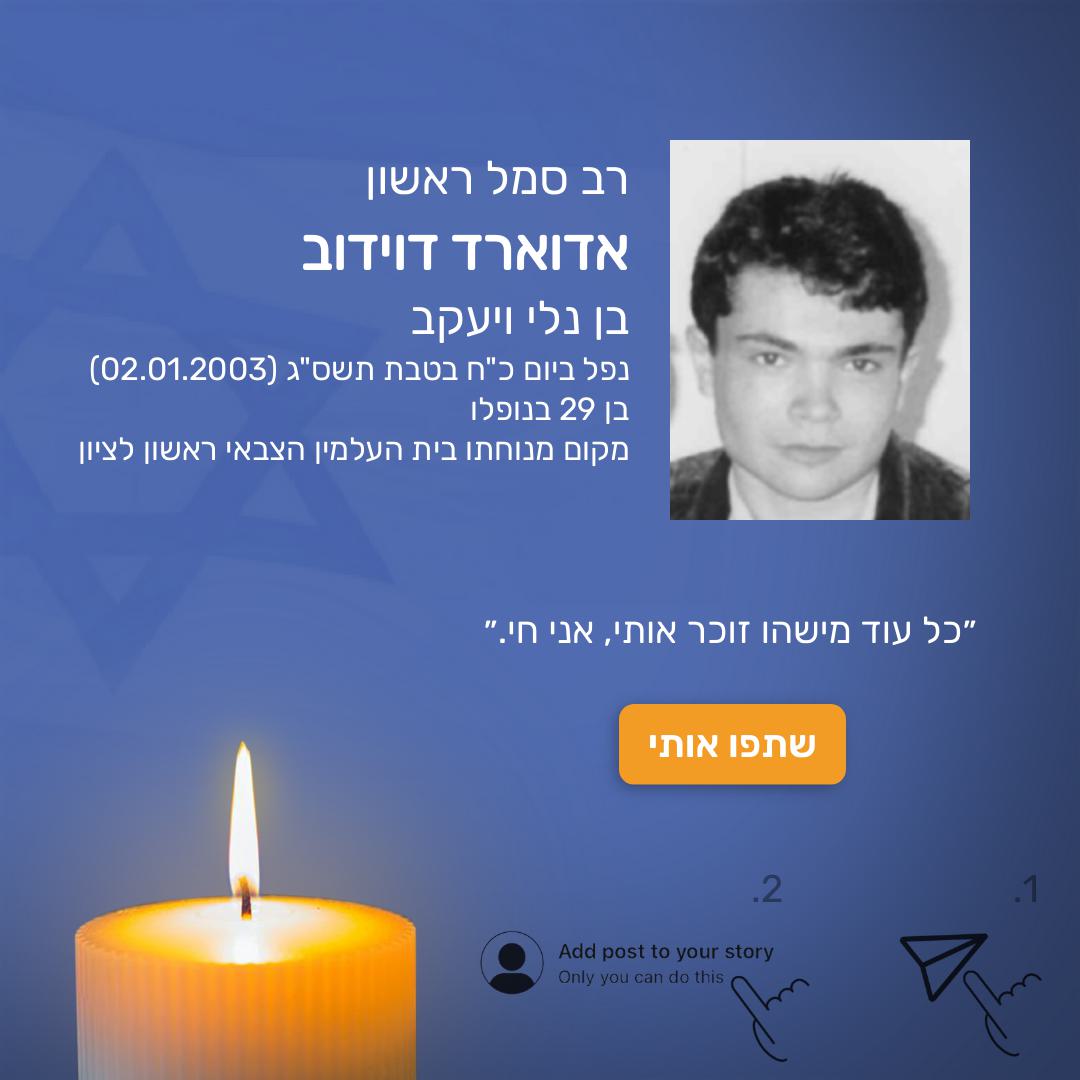 רב סמל ראשון
אדוארד דוידוב
בן נלי ויעקב
נפל ביום כ"ח בטבת תשס"ג (02.01.2003)
בן 29 בנופלו
מקום מנוחתו בית העלמין הצבאי ראשון לציון
״כל עוד מישהו זוכר אותי, אני חי.״
שתפו אותי
1.
2.
Add post to your story
Only you can do this